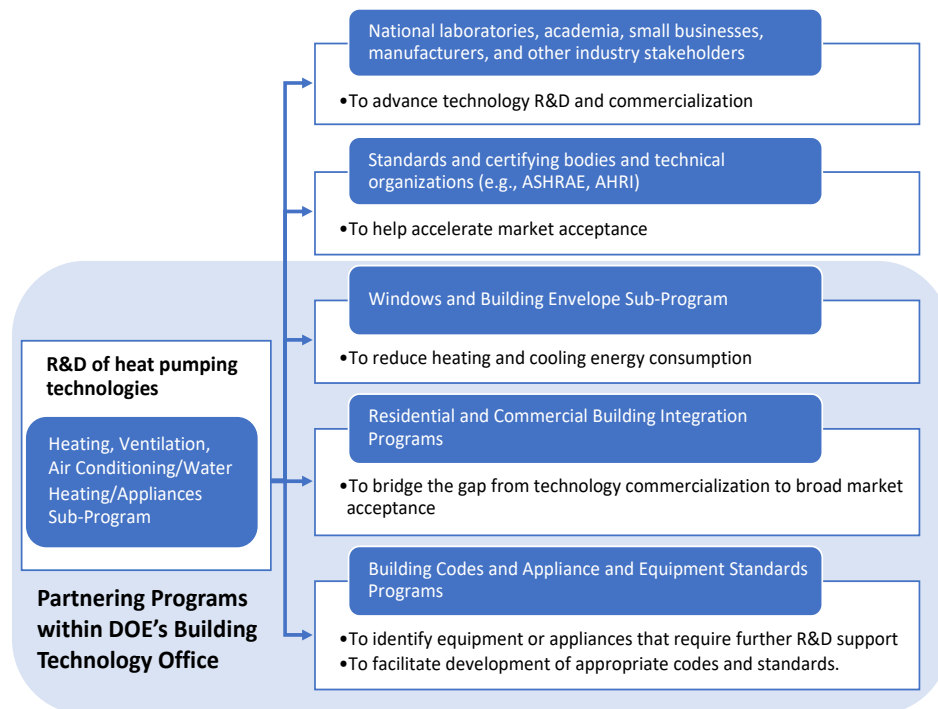 National laboratories, academia, small businesses,
manufacturers, and other industry stakeholders
•To advance technology R&D and commercialization
Standards and certifying bodies and technical
organizations (e.g., ASHRAE, AHRI)
•To help accelerate market acceptance
Windows and Building Envelope Sub-Program
•To reduce heating and cooling energy consumption
R&D of heat pumping
technologies
Heating, Ventilation,
Air Conditioning/Water
Heating/Appliances
Sub-Program
Residential and Commercial Building Integration
Programs
•To bridge the gap from technology commercialization to broad market
acceptance
Building Codes and Appliance and Equipment Standards
Programs
•To identify equipment or appliances that require further R&D support
•To facilitate development of appropriate codes and standards.
Partnering Programs
within DOE's Building
Technology Office